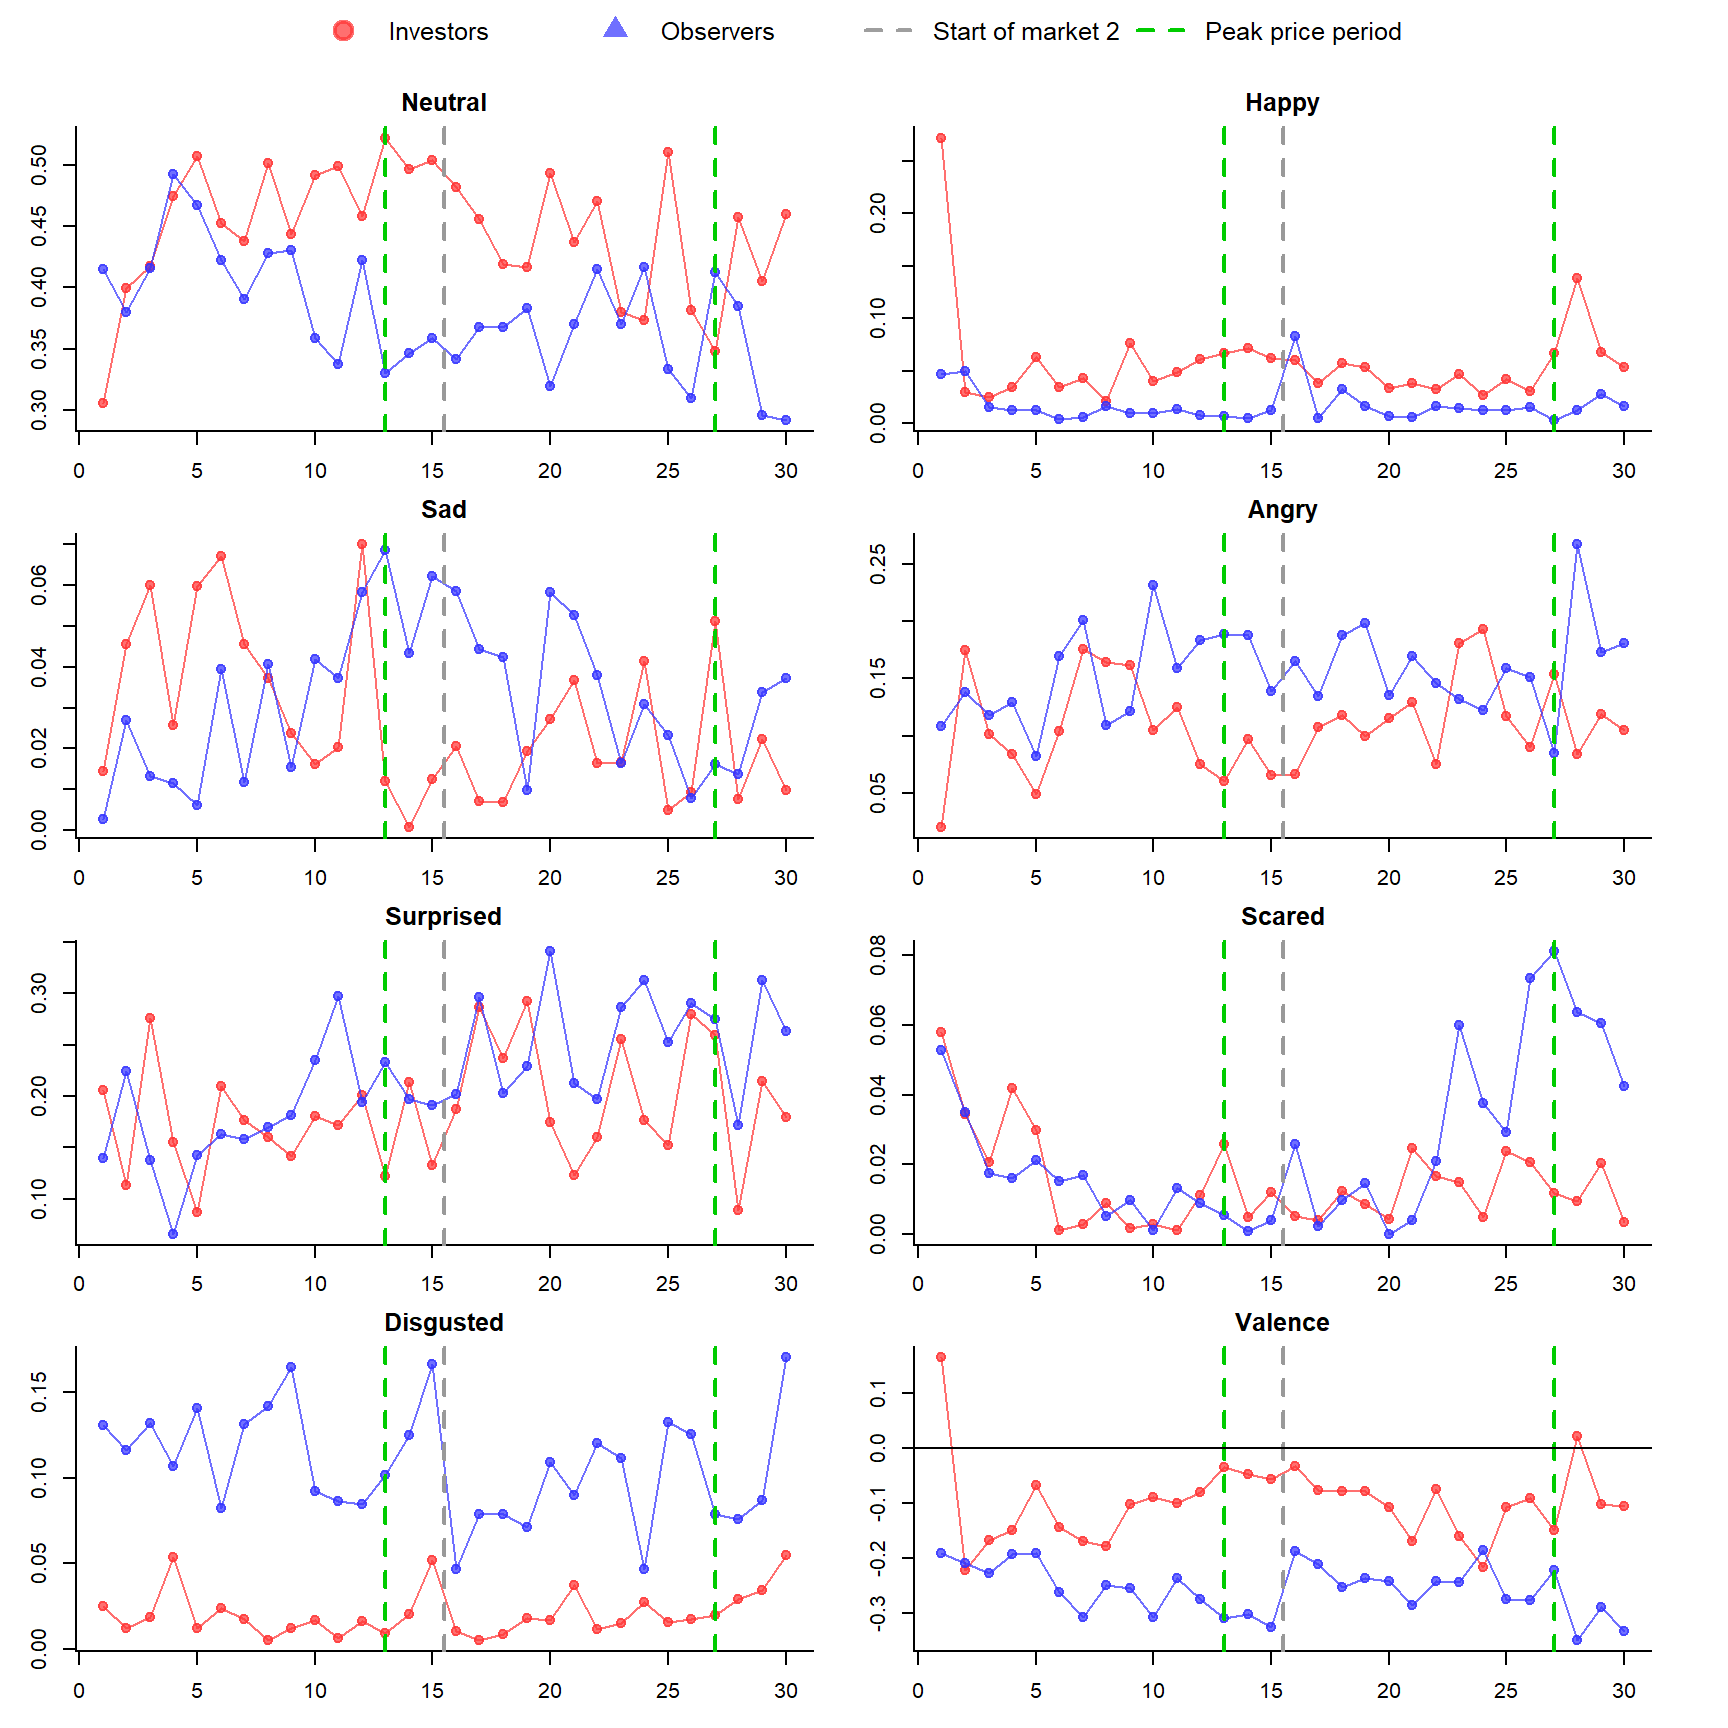 Investors Observers Start of market 2 Peak price period
Neutral
0.50
0.45
0.40
0.35
0.30
0 5 10 15 20 25 30
Happy
0.20
0.10
0.00
0 5 10 15 20 25 30
Sad
0.06
0.04
0.02
0.00
0 5 10 15 20 25 30
Angry
0.25
0.15
0.05
0 5 10 15 20 25 30
Surprised
0.30
0.20
0.10
0 5 10 15 20 25 30
Scared
0.08
0.06
0.04
0.02
0.00
0 5 10 15 20 25 30
Disgusted
0.15
0.10
0.05
0.00
0 5 10 15 20 25 30
Valence
0.1
0.0
-0.1
-0.2
-0.3
0 5 10 15 20 25 30